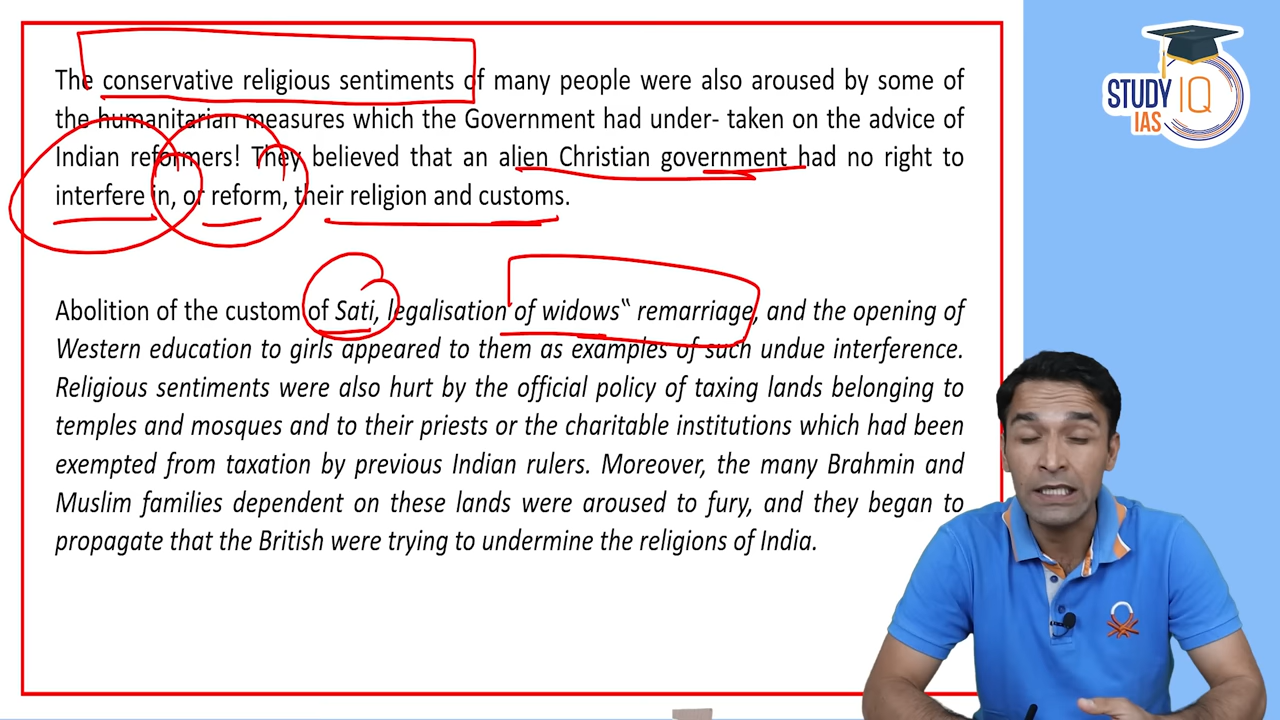 The conservative religious sentiments of many people were also aroused by some of
the humanitarian measures which the Government had under- taken on the advice of
Indian reformers! They believed that an alien Christian government had no right to
interfere in, or reform, their religion and customs.
Abolition of the custom of Sati, legalisation of widows‟ remarriage, and the opening of
Western education to girls appeared to them as examples of such undue interference.
Religious sentiments were also hurt by the official policy of taxing lands belonging to
temples and mosques and to their priests or the charitable institutions which had been
exempted from taxation by previous Indian rulers. Moreover, the many Brahmin and
Muslim families dependent on these lands were aroused to fury, and they began to
propagate that the British were trying to undermine the religions of India.
STUDY IQ
IAS